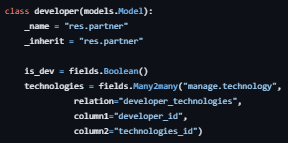 class developer(models.Model):
    _name = "res.partner"
    _inherit = "res.partner"

    is_dev = fields.Boolean()
    technologies = fields.Many2many("manage.technology",
            relation="developer_technologies",
            column1="developer_id",
            column2="technologies_id")